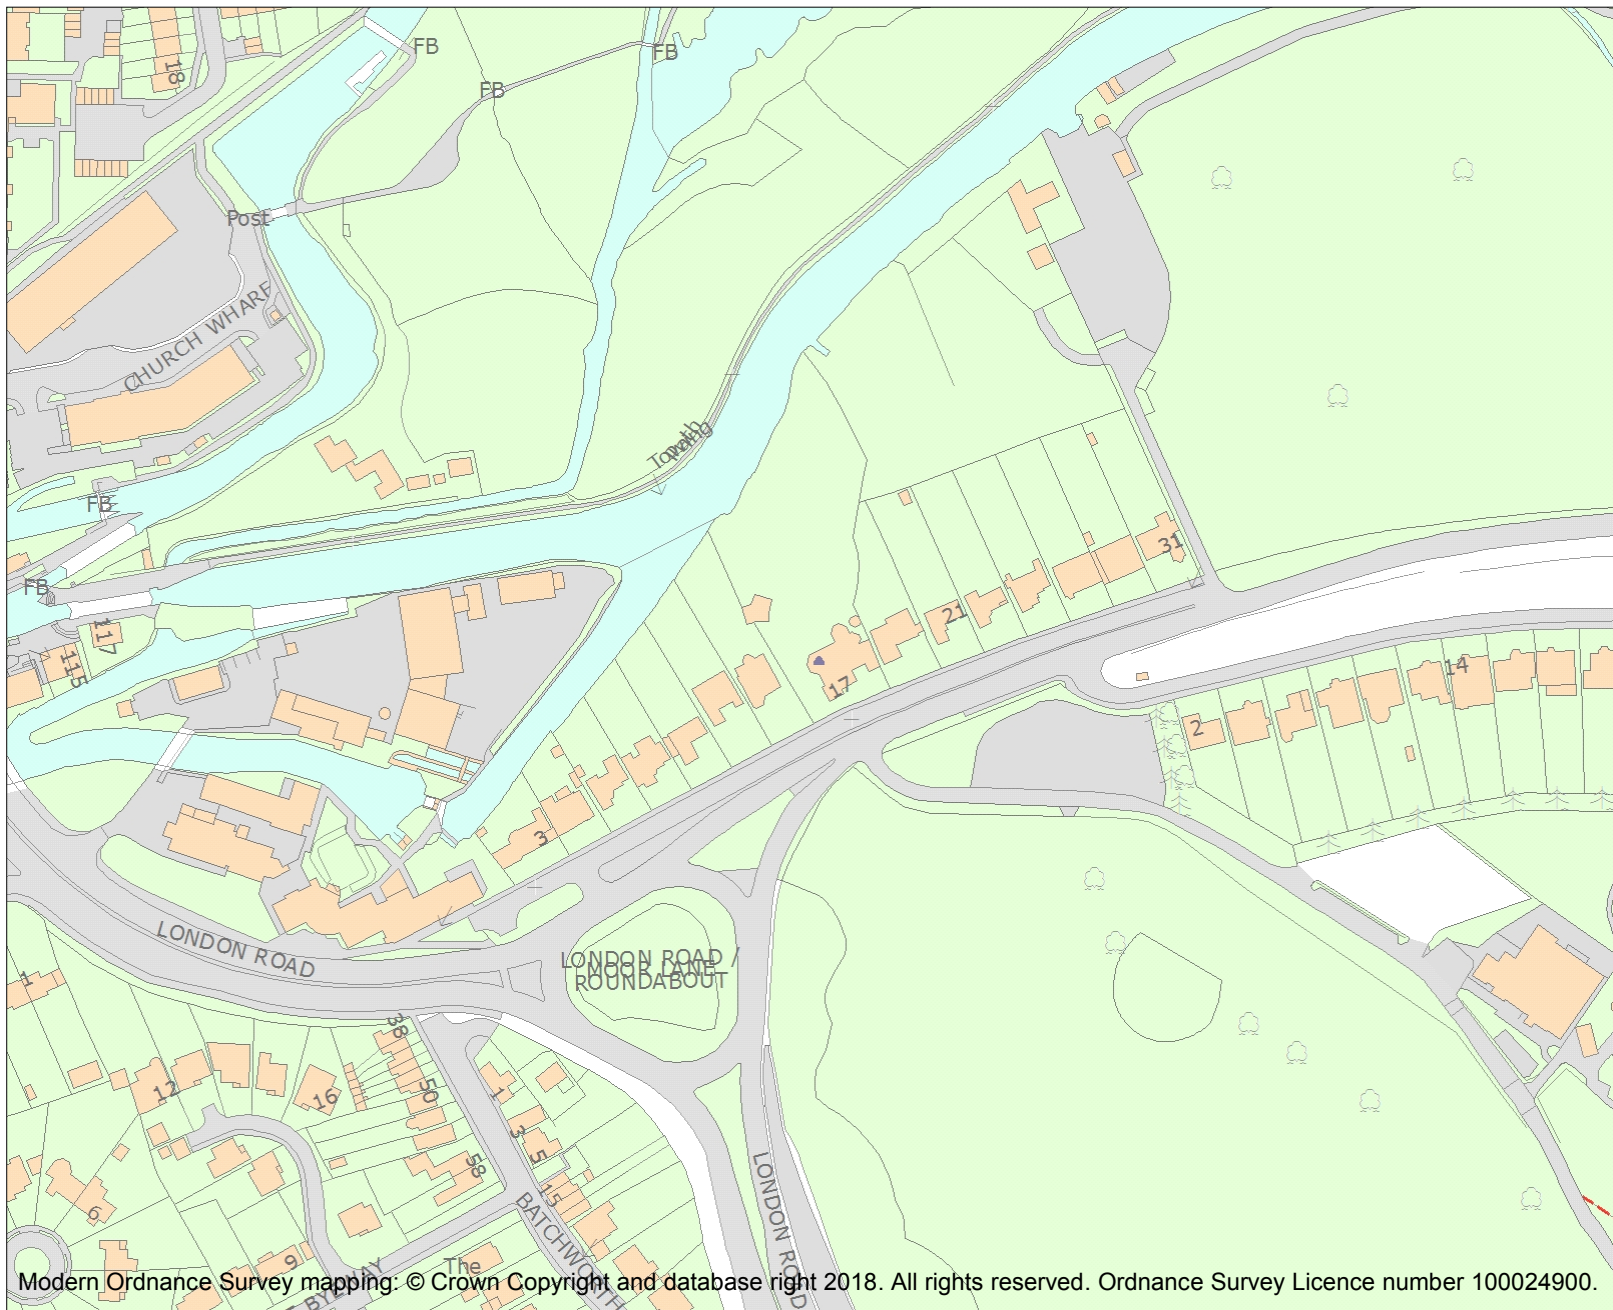 FB
FB
FB
18
Post
CHURCH WHARF
Towing
path
FB
31
FB
117
115
21
17
14
2
3
LONDON ROAD
LONDON ROAD /
MOOR LANE
ROUNDABOUT
1
38
12
16
50
1
3
5
58
15
6
9
BATCHWORTH
LONDON ROAD
The
BYEWAY
Modern Ordnance Survey mapping: © Crown Copyright and database right 2018. All rights reserved. Ordnance Survey Licence number 100024900.